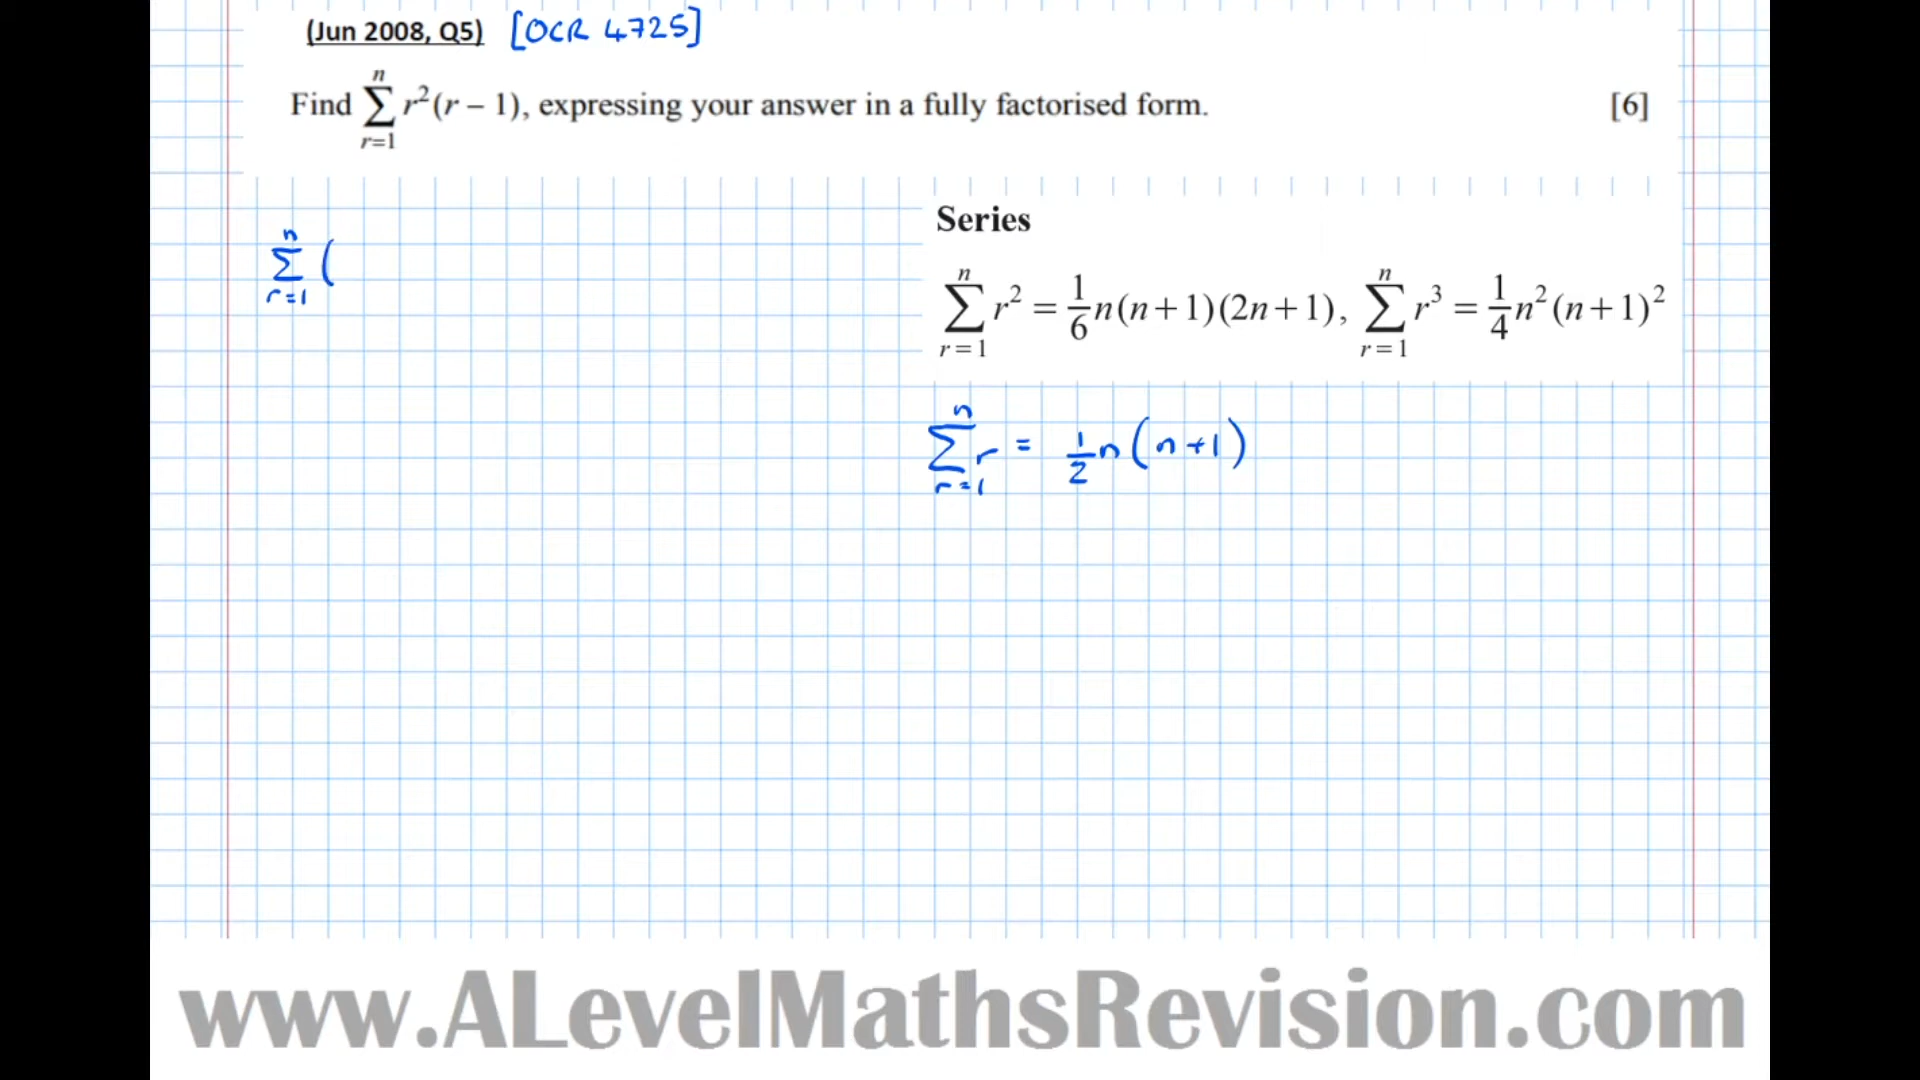 (Jun 2008, Q5) [OCR 4725]
Find ∑_{r=1}^{n} r²(r − 1), expressing your answer in a fully factorised form. [6]
∑_{r=1}^{n} (
Series
∑_{r=1}^{n} r² = 1/6 n(n+1)(2n+1), ∑_{r=1}^{n} r³ = 1/4 n²(n+1)²
∑_{r=1}^{n} r = 1/2 n(n+1)
www.ALevelMathsRevision.com